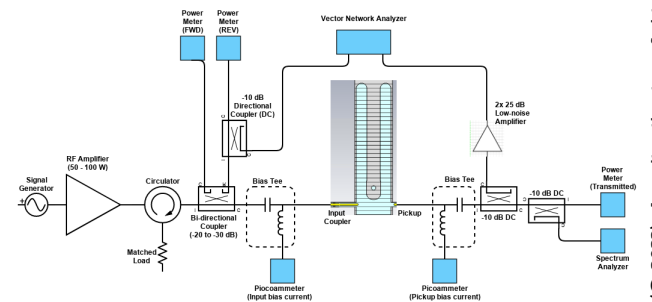 Power
Meter
(FWD)
Power
Meter
(REV)
Vector Network Analyzer
-10 dB
Directional
Coupler (DC)
2x 25 dB
Low-noise
Amplifier
RF Amplifier
(50 - 100 W)
Signal
Generator
Circulator
Bias Tee
Bias Tee
-10 dB DC
Power
Meter
(Transmitted)
Bi-directional
Coupler
(-20 to -30 dB)
Input
Coupler
Pickup
-10 dB DC
Matched
Load
Spectrum
Analyzer
Piocoammeter
(Input bias current)
Picoammeter
(Pickup bias current)